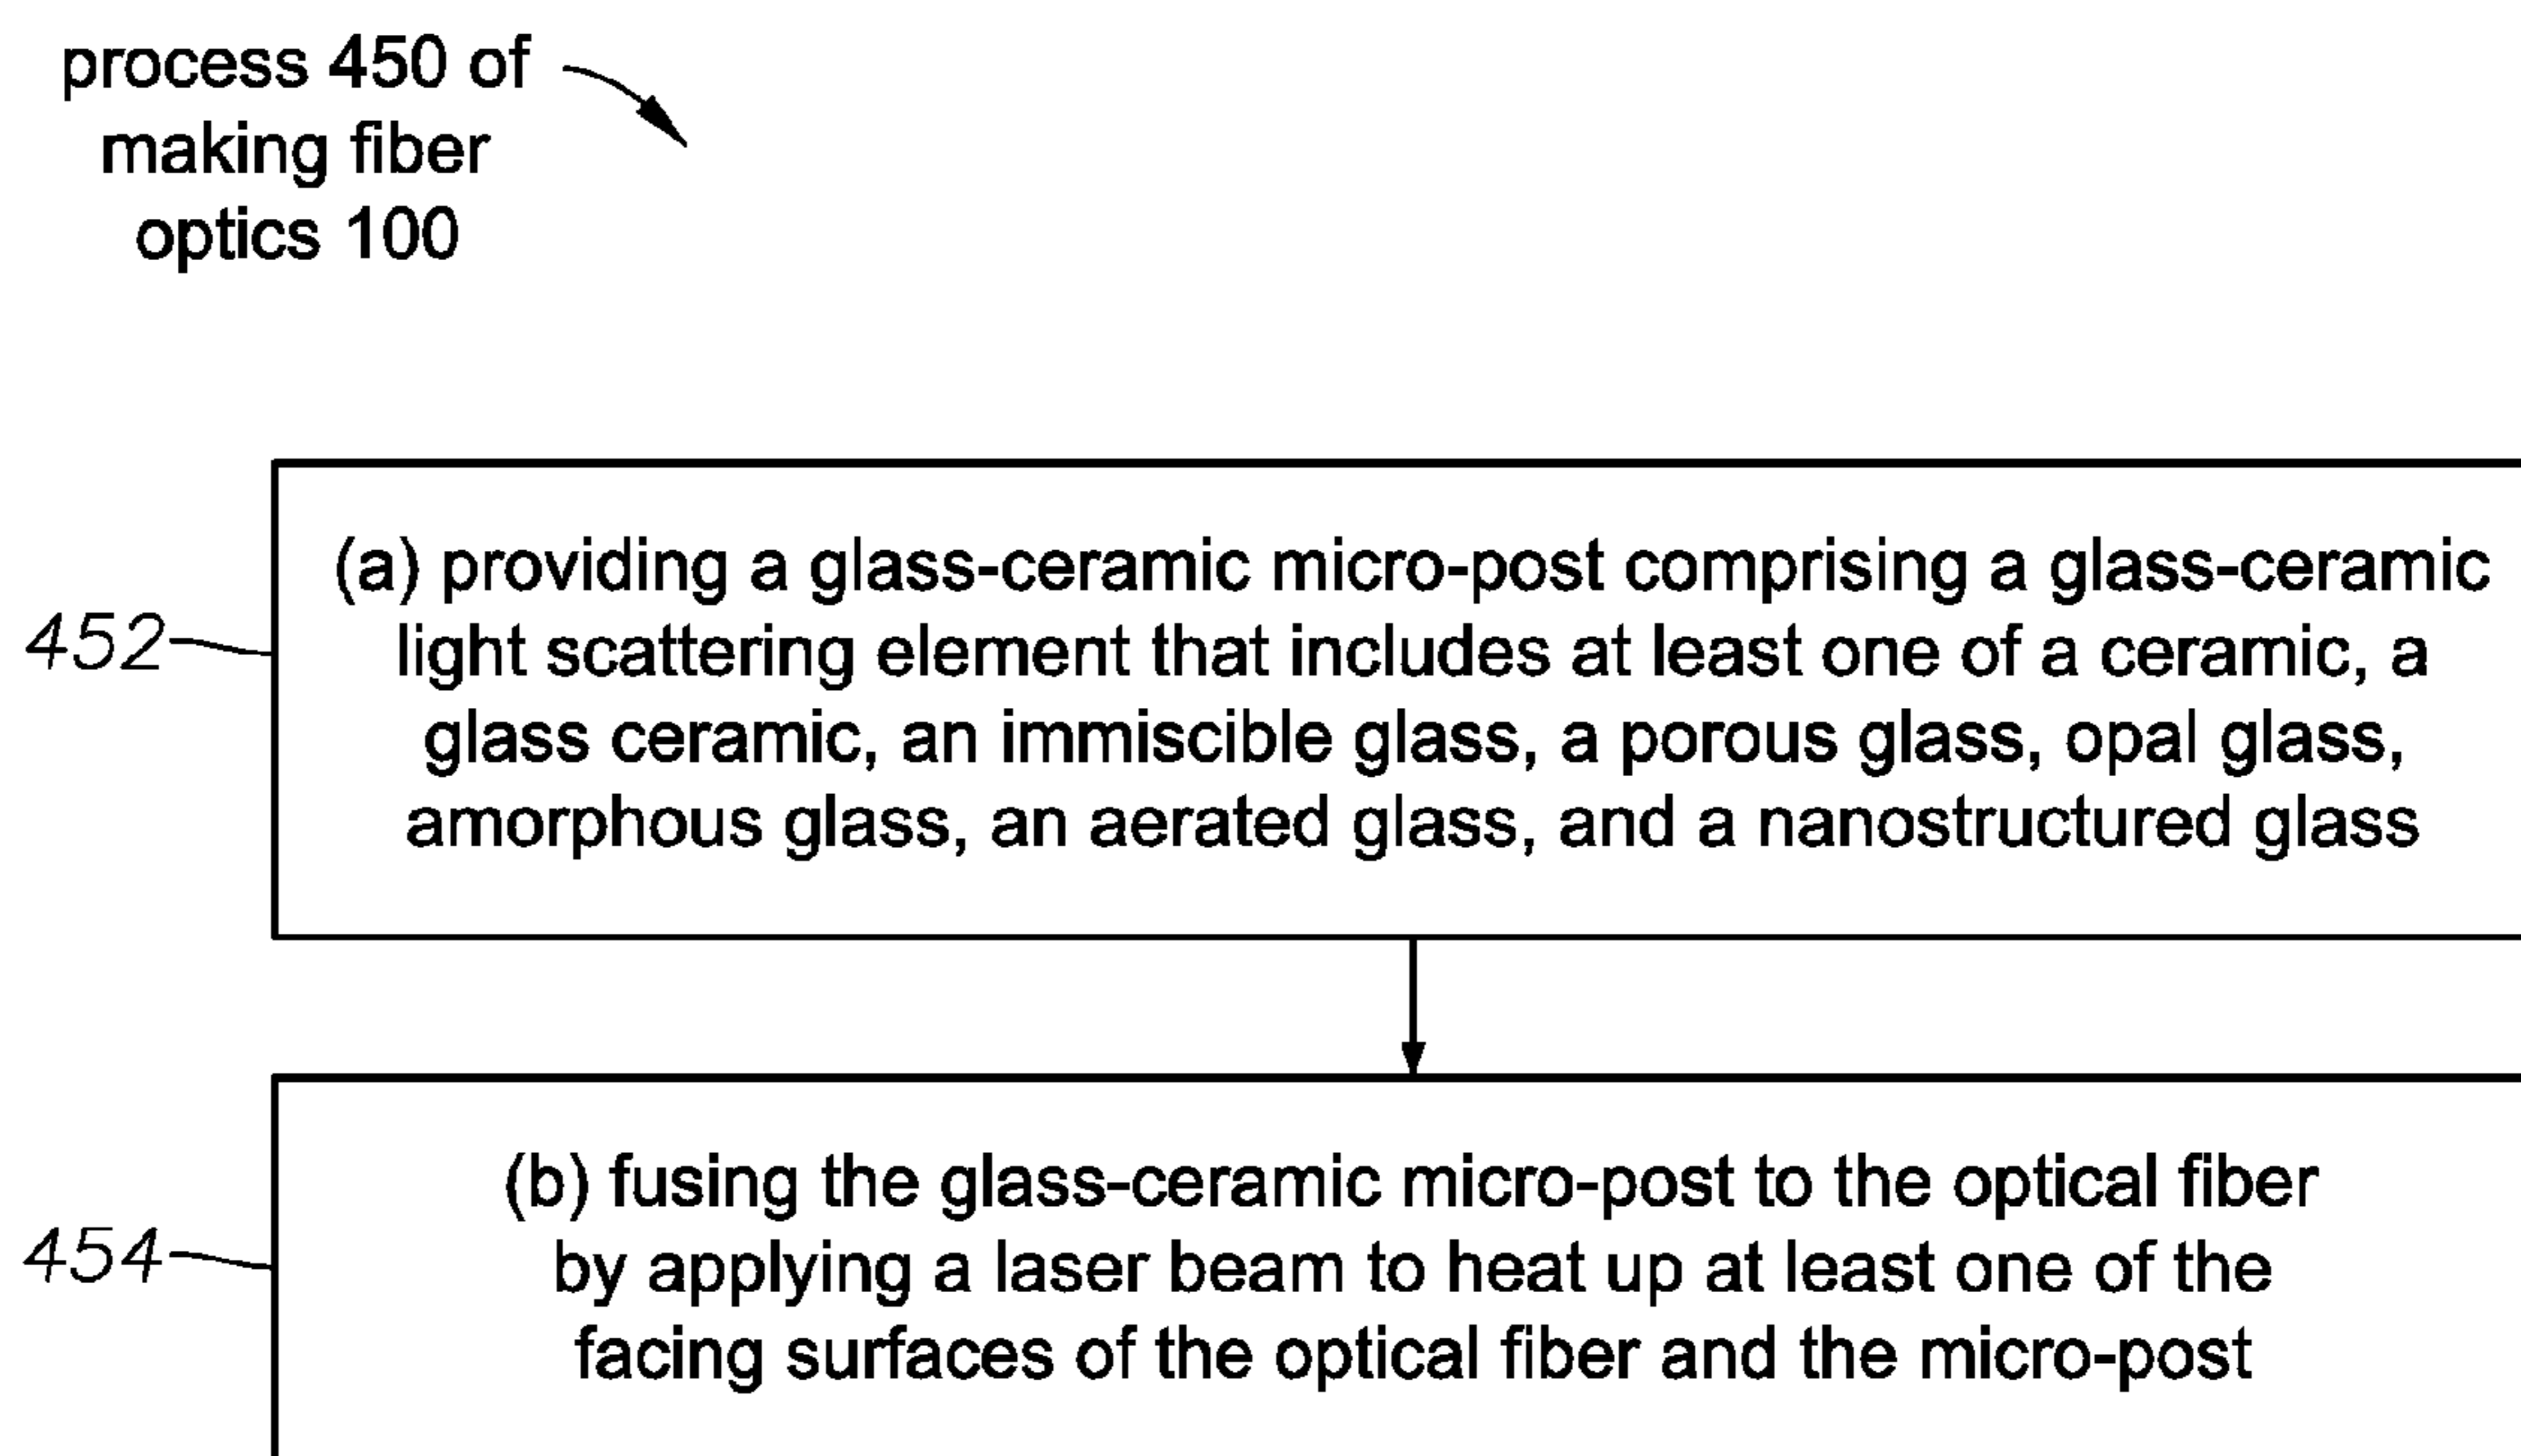 process 450 of
making fiber
optics 100
452
(a) providing a glass-ceramic micro-post comprising a glass-ceramic
light scattering element that includes at least one of a ceramic, a
glass ceramic, an immiscible glass, a porous glass, opal glass,
amorphous glass, an aerated glass, and a nanostructured glass
454
(b) fusing the glass-ceramic micro-post to the optical fiber
by applying a laser beam to heat up at least one of the
facing surfaces of the optical fiber and the micro-post